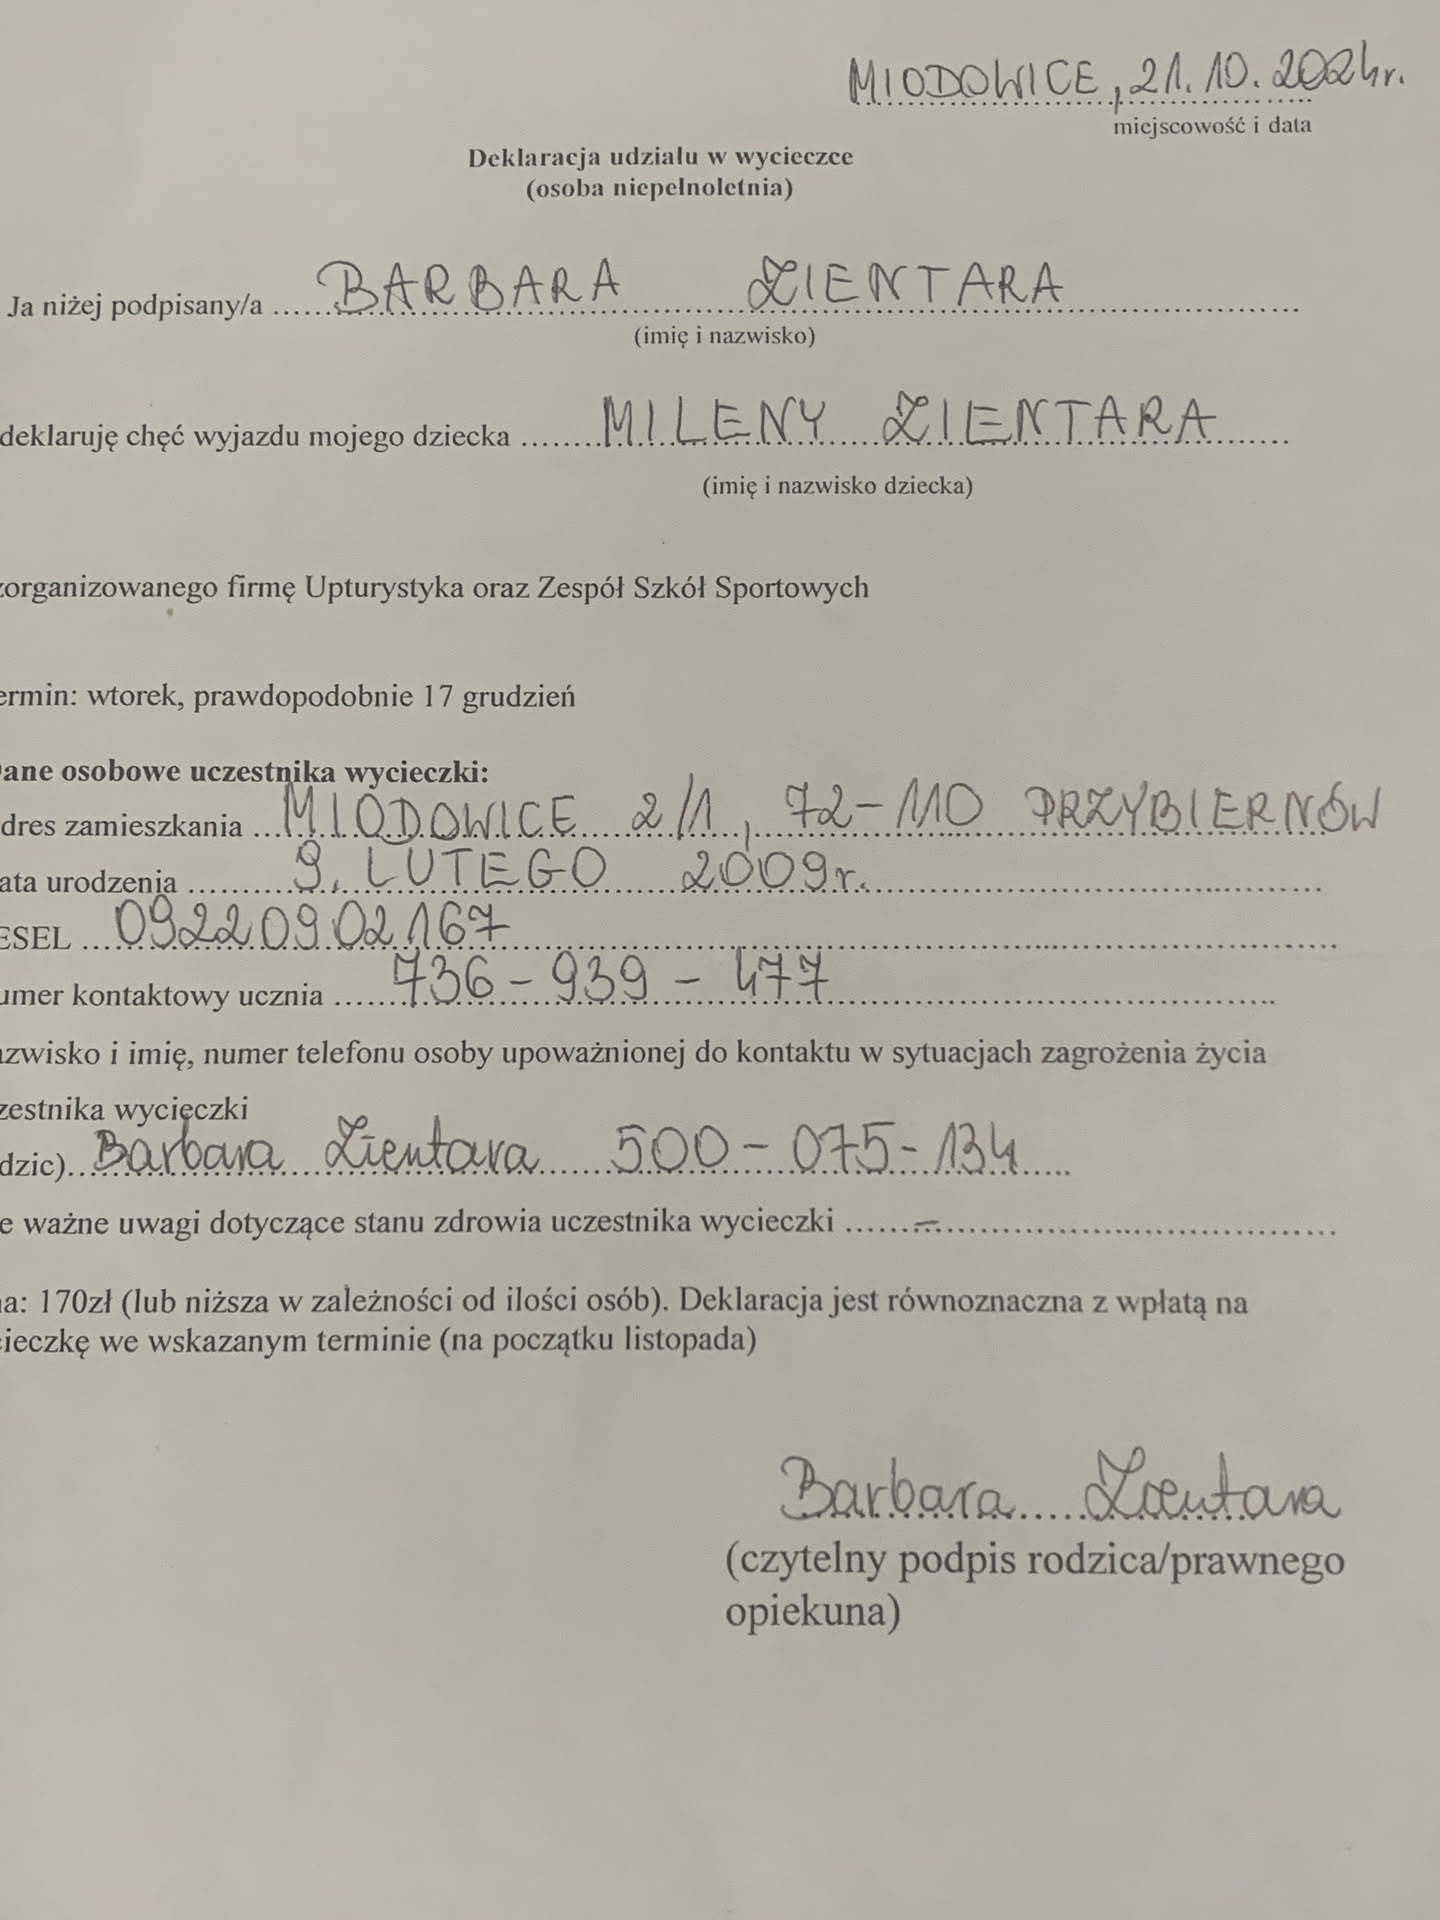 MIODOWICE, 21.10.2024r.
miejscowość i data
Deklaracja udziału w wycieczce
(osoba niepełnoletnia)
Ja niżej podpisany/a ......BARBARA ZIENTARA......
(imię i nazwisko)
deklaruję chęć wyjazdu mojego dziecka ........MILENY ZIENTARA........
(imię i nazwisko dziecka)
zorganizowanego firmę Upturystyka oraz Zespół Szkół Sportowych
ermin: wtorek, prawdopodobnie 17 grudzień
ane osobowe uczestnika wycieczki:
dres zamieszkania ...MIODOWICE 2/1, 72-110 PRZYBIERNÓW
ata urodzenia ..........9. LUTEGO 2009r...........
ESEL ...09220902167..........
umer kontaktowy ucznia ......736-939-477..........
azwisko i imię, numer telefonu osoby upoważnionej do kontaktu w sytuacjach zagrożenia życia
zestnika wycieczki
dzic)...Barbara Zientara 500-075-134.....
e ważne uwagi dotyczące stanu zdrowia uczestnika wycieczki .......–..........
na: 170zł (lub niższa w zależności od ilości osób). Deklaracja jest równoznaczna z wpłatą na
cieczkę we wskazanym terminie (na początku listopada)
Barbara.....Zientara
(czytelny podpis rodzica/prawnego
opiekuna)